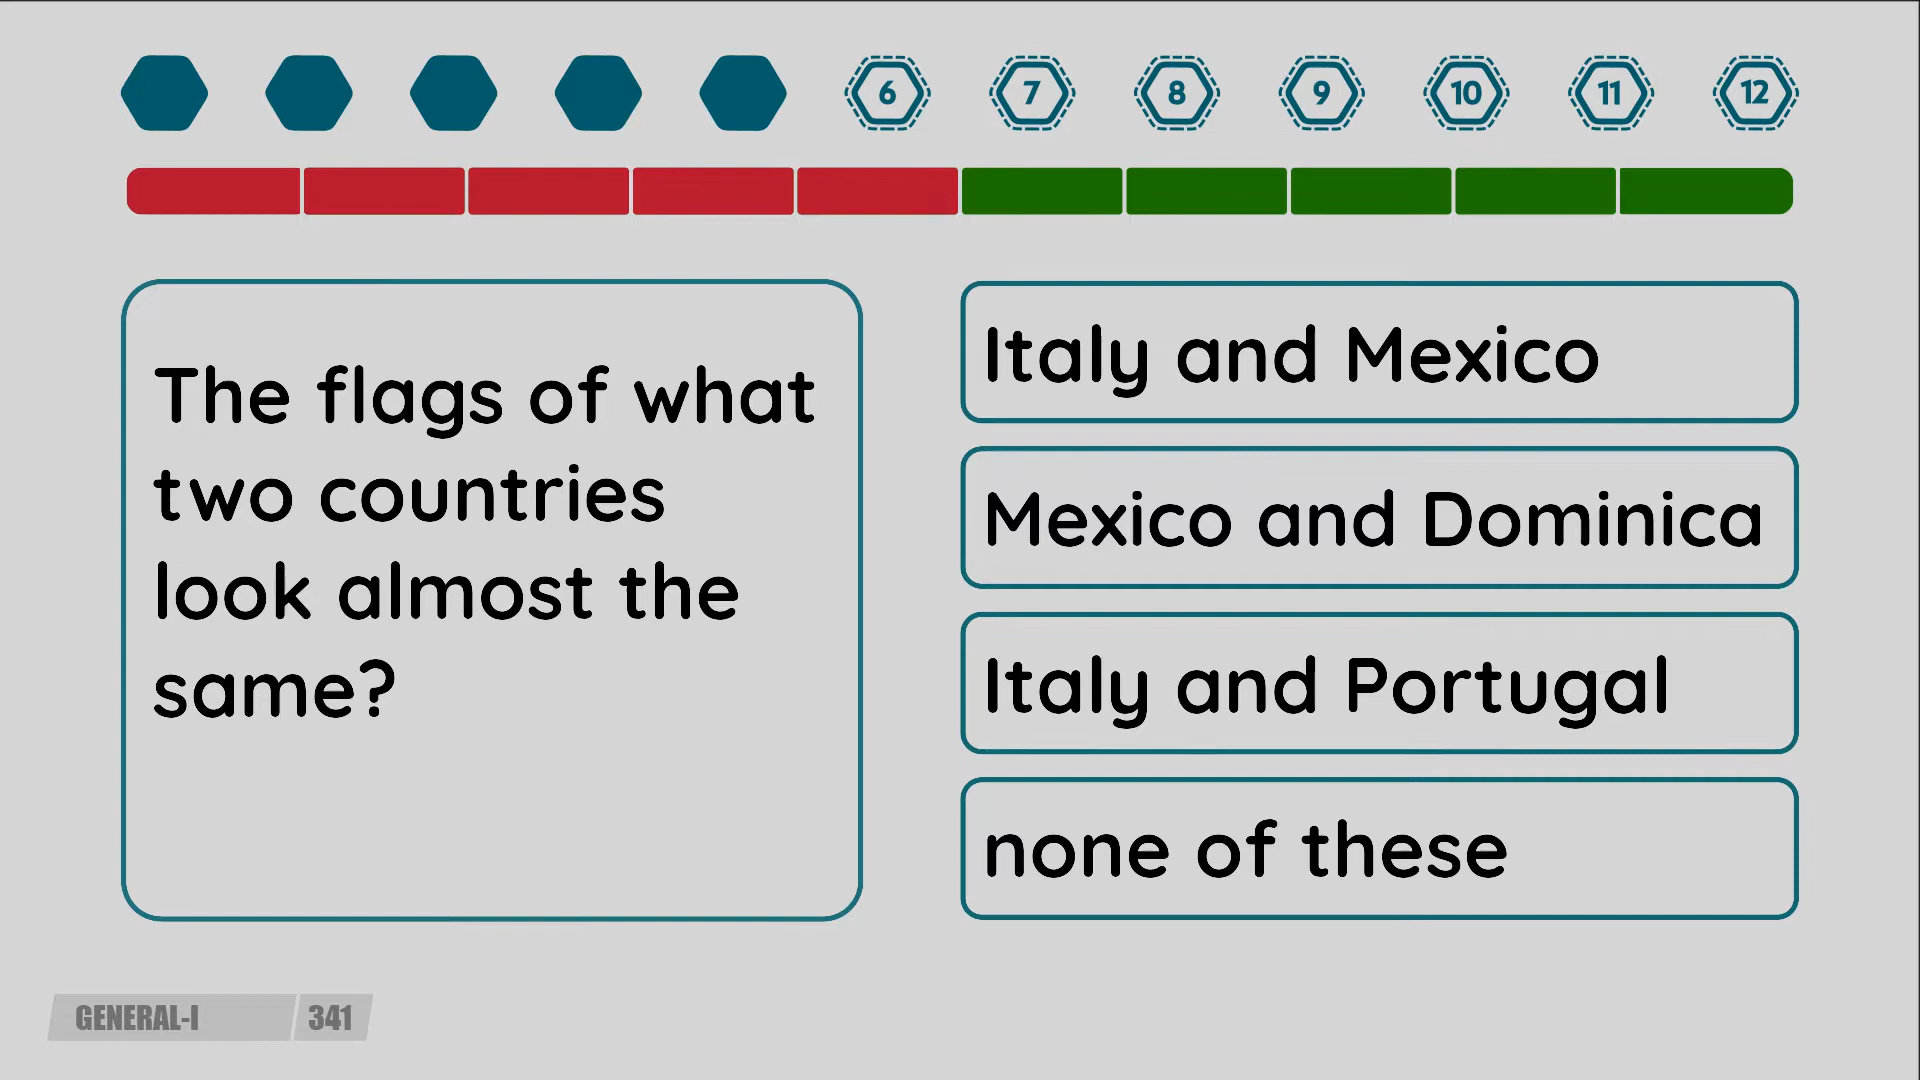 6 7 8 9 10 11 12
The flags of what
two countries
look almost the
same?
Italy and Mexico
Mexico and Dominica
Italy and Portugal
none of these
GENERAL-I 341